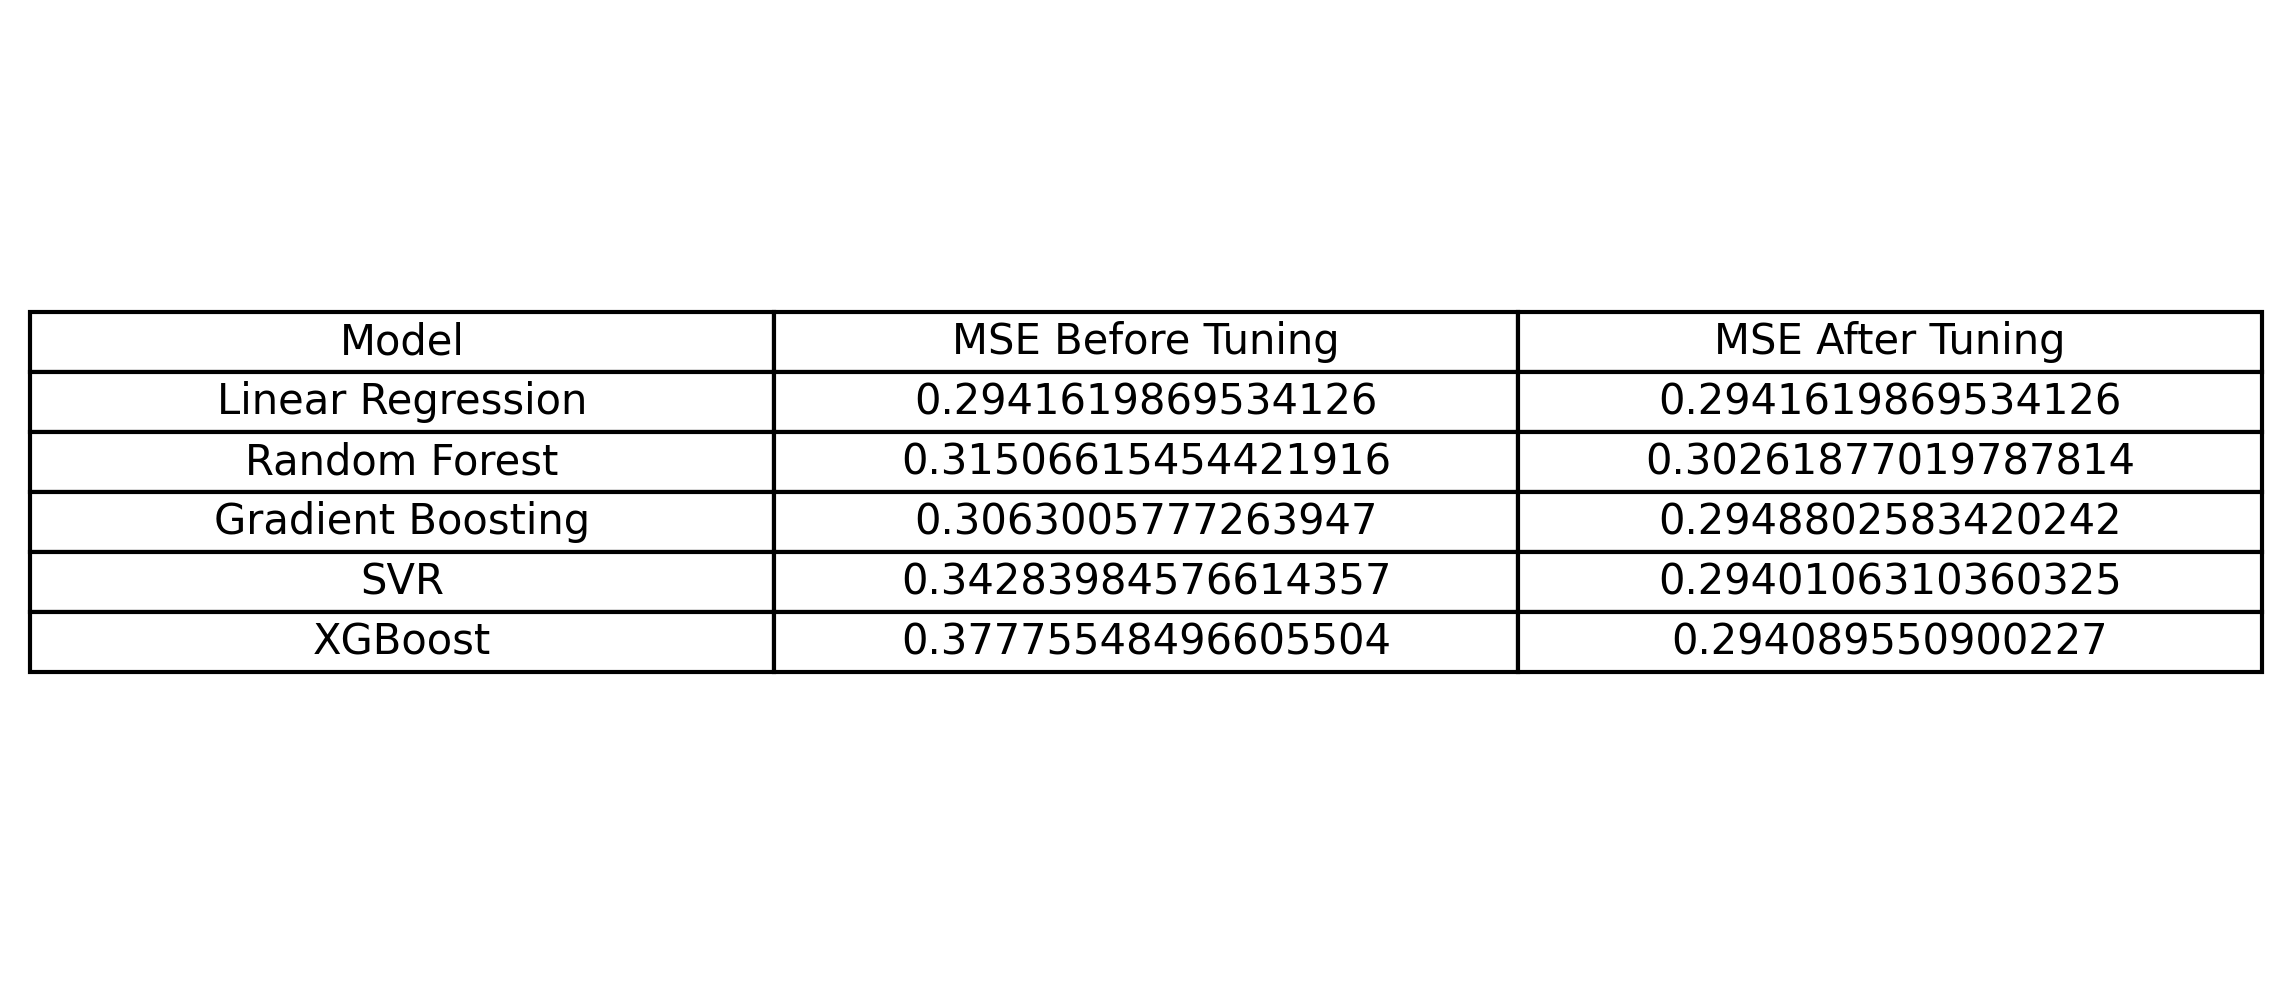 Model MSE Before Tuning MSE After Tuning
Linear Regression 0.2941619869534126 0.2941619869534126
Random Forest 0.31506615454421916 0.30261877019787814
Gradient Boosting 0.3063005777263947 0.2948802583420242
SVR 0.34283984576614357 0.2940106310360325
XGBoost 0.37775548496605504 0.294089550900227